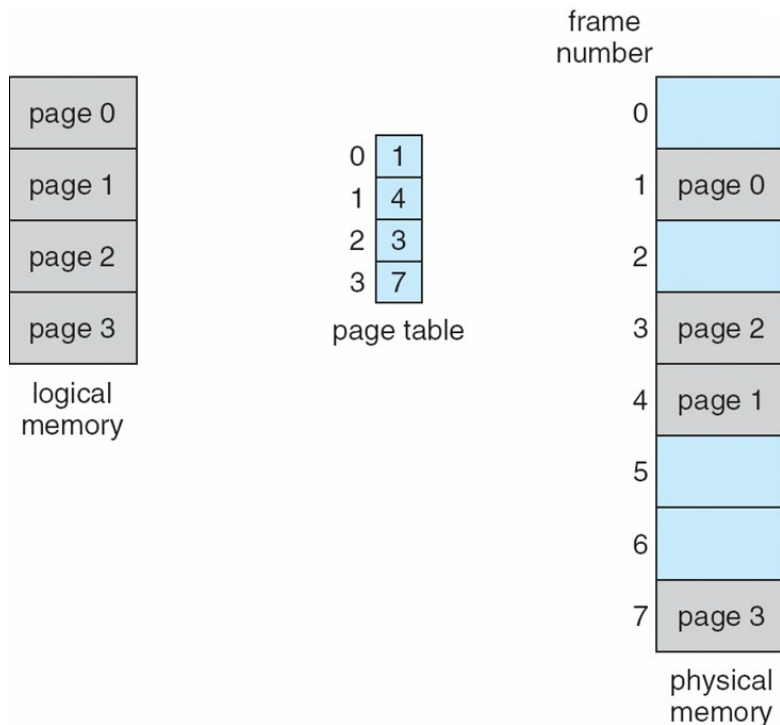 page 0
page 1
page 2
page 3
logical
memory
0 1
1 4
2 3
3 7
page table
frame
number
0
1 page 0
2
3 page 2
4 page 1
5
6
7 page 3
physical
memory